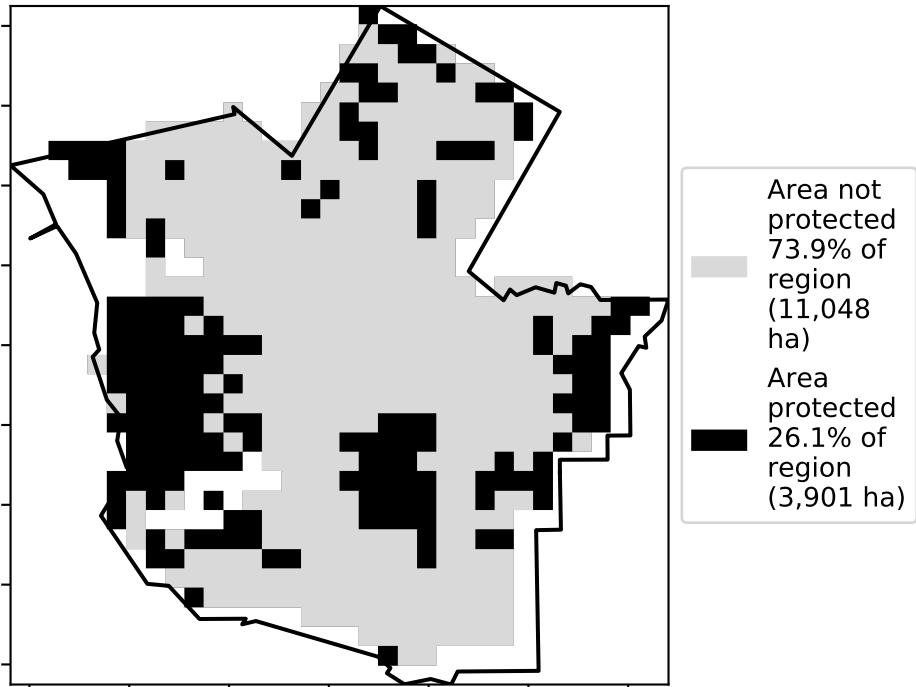 Area not
protected
73.9% of
region
(11,048
ha)
Area
protected
26.1% of
region
(3,901 ha)